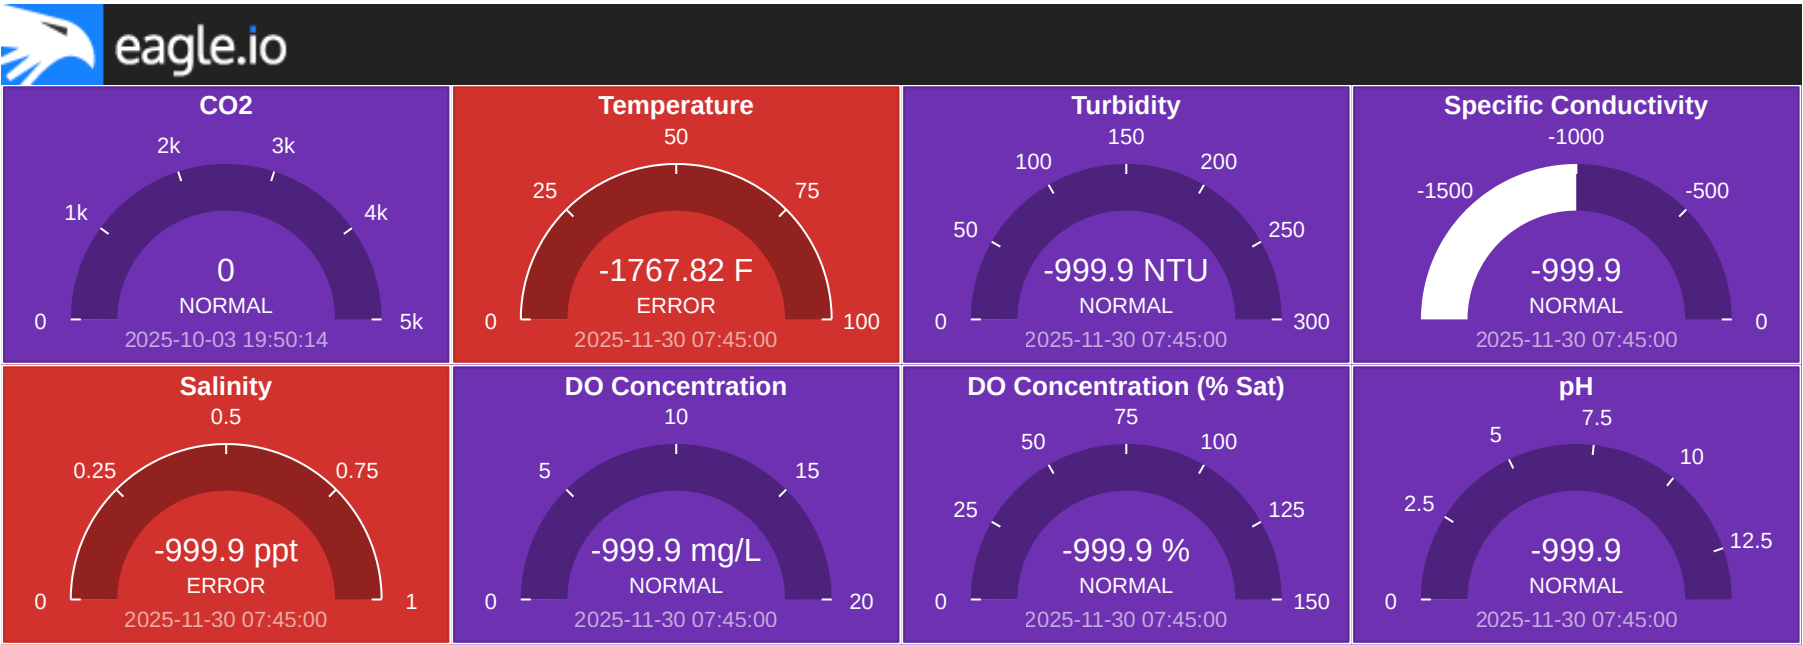 eagle.io
CO2
2k 3k
1k 4k
0
NORMAL
0 5k
2025-10-03 19:50:14
Temperature
50
25 75
-1767.82 F
ERROR
0 100
2025-11-30 07:45:00
Turbidity
150
100 200
50 250
-999.9 NTU
NORMAL
0 300
2025-11-30 07:45:00
Specific Conductivity
-1000
-1500 -500
-999.9
NORMAL
0
2025-11-30 07:45:00
Salinity
0.5
0.25 0.75
-999.9 ppt
ERROR
0 1
2025-11-30 07:45:00
DO Concentration
10
5 15
-999.9 mg/L
NORMAL
0 20
2025-11-30 07:45:00
DO Concentration (% Sat)
75
50 100
25 125
-999.9 %
NORMAL
0 150
2025-11-30 07:45:00
pH
7.5
5 10
2.5 12.5
-999.9
NORMAL
0
2025-11-30 07:45:00